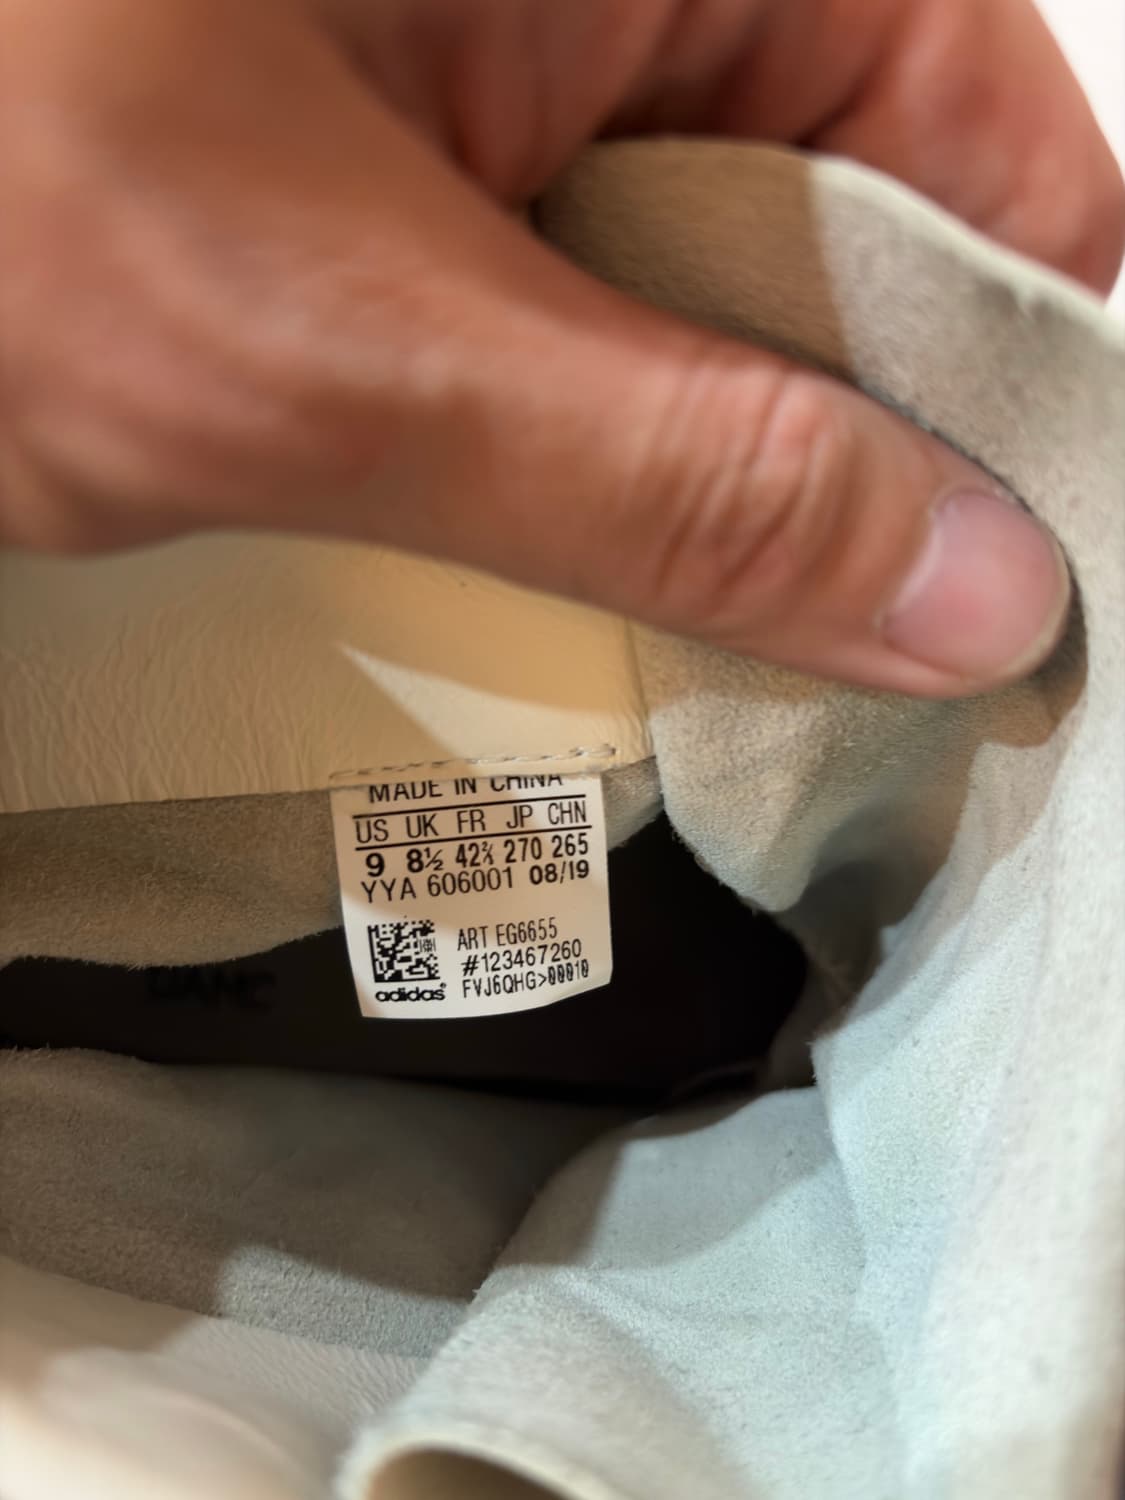 MADE IN CHINA
US UK FR JP CHN
9 8½ 42⅔ 270 265
YYA 606001 08/19
ART EG6655
#123467260
FVJ6QHG>00010
adidas